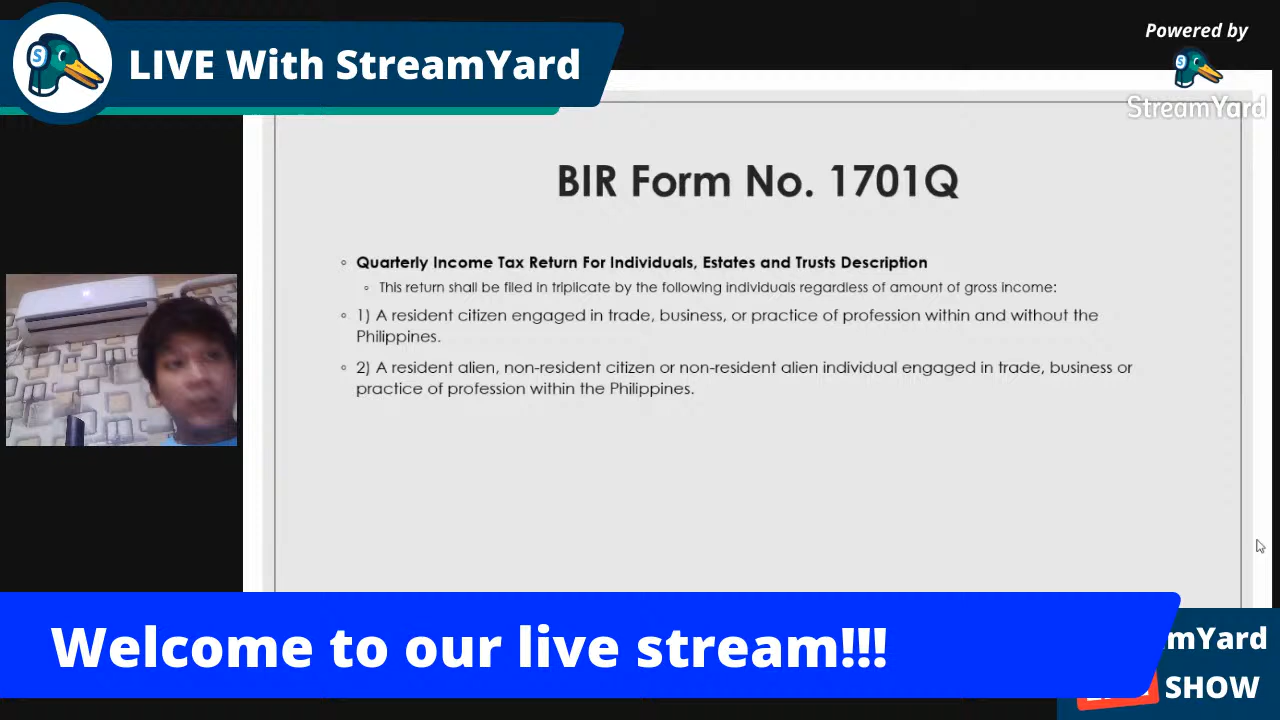 LIVE With StreamYard
Powered by
StreamYard
BIR Form No. 1701Q
Quarterly Income Tax Return For Individuals, Estates and Trusts Description
This return shall be filed in triplicate by the following individuals regardless of amount of gross income:
1) A resident citizen engaged in trade, business, or practice of profession within and without the
Philippines.
2) A resident alien, non-resident citizen or non-resident alien individual engaged in trade, business or
practice of profession within the Philippines.
Welcome to our live stream!!!
amYard
SHOW